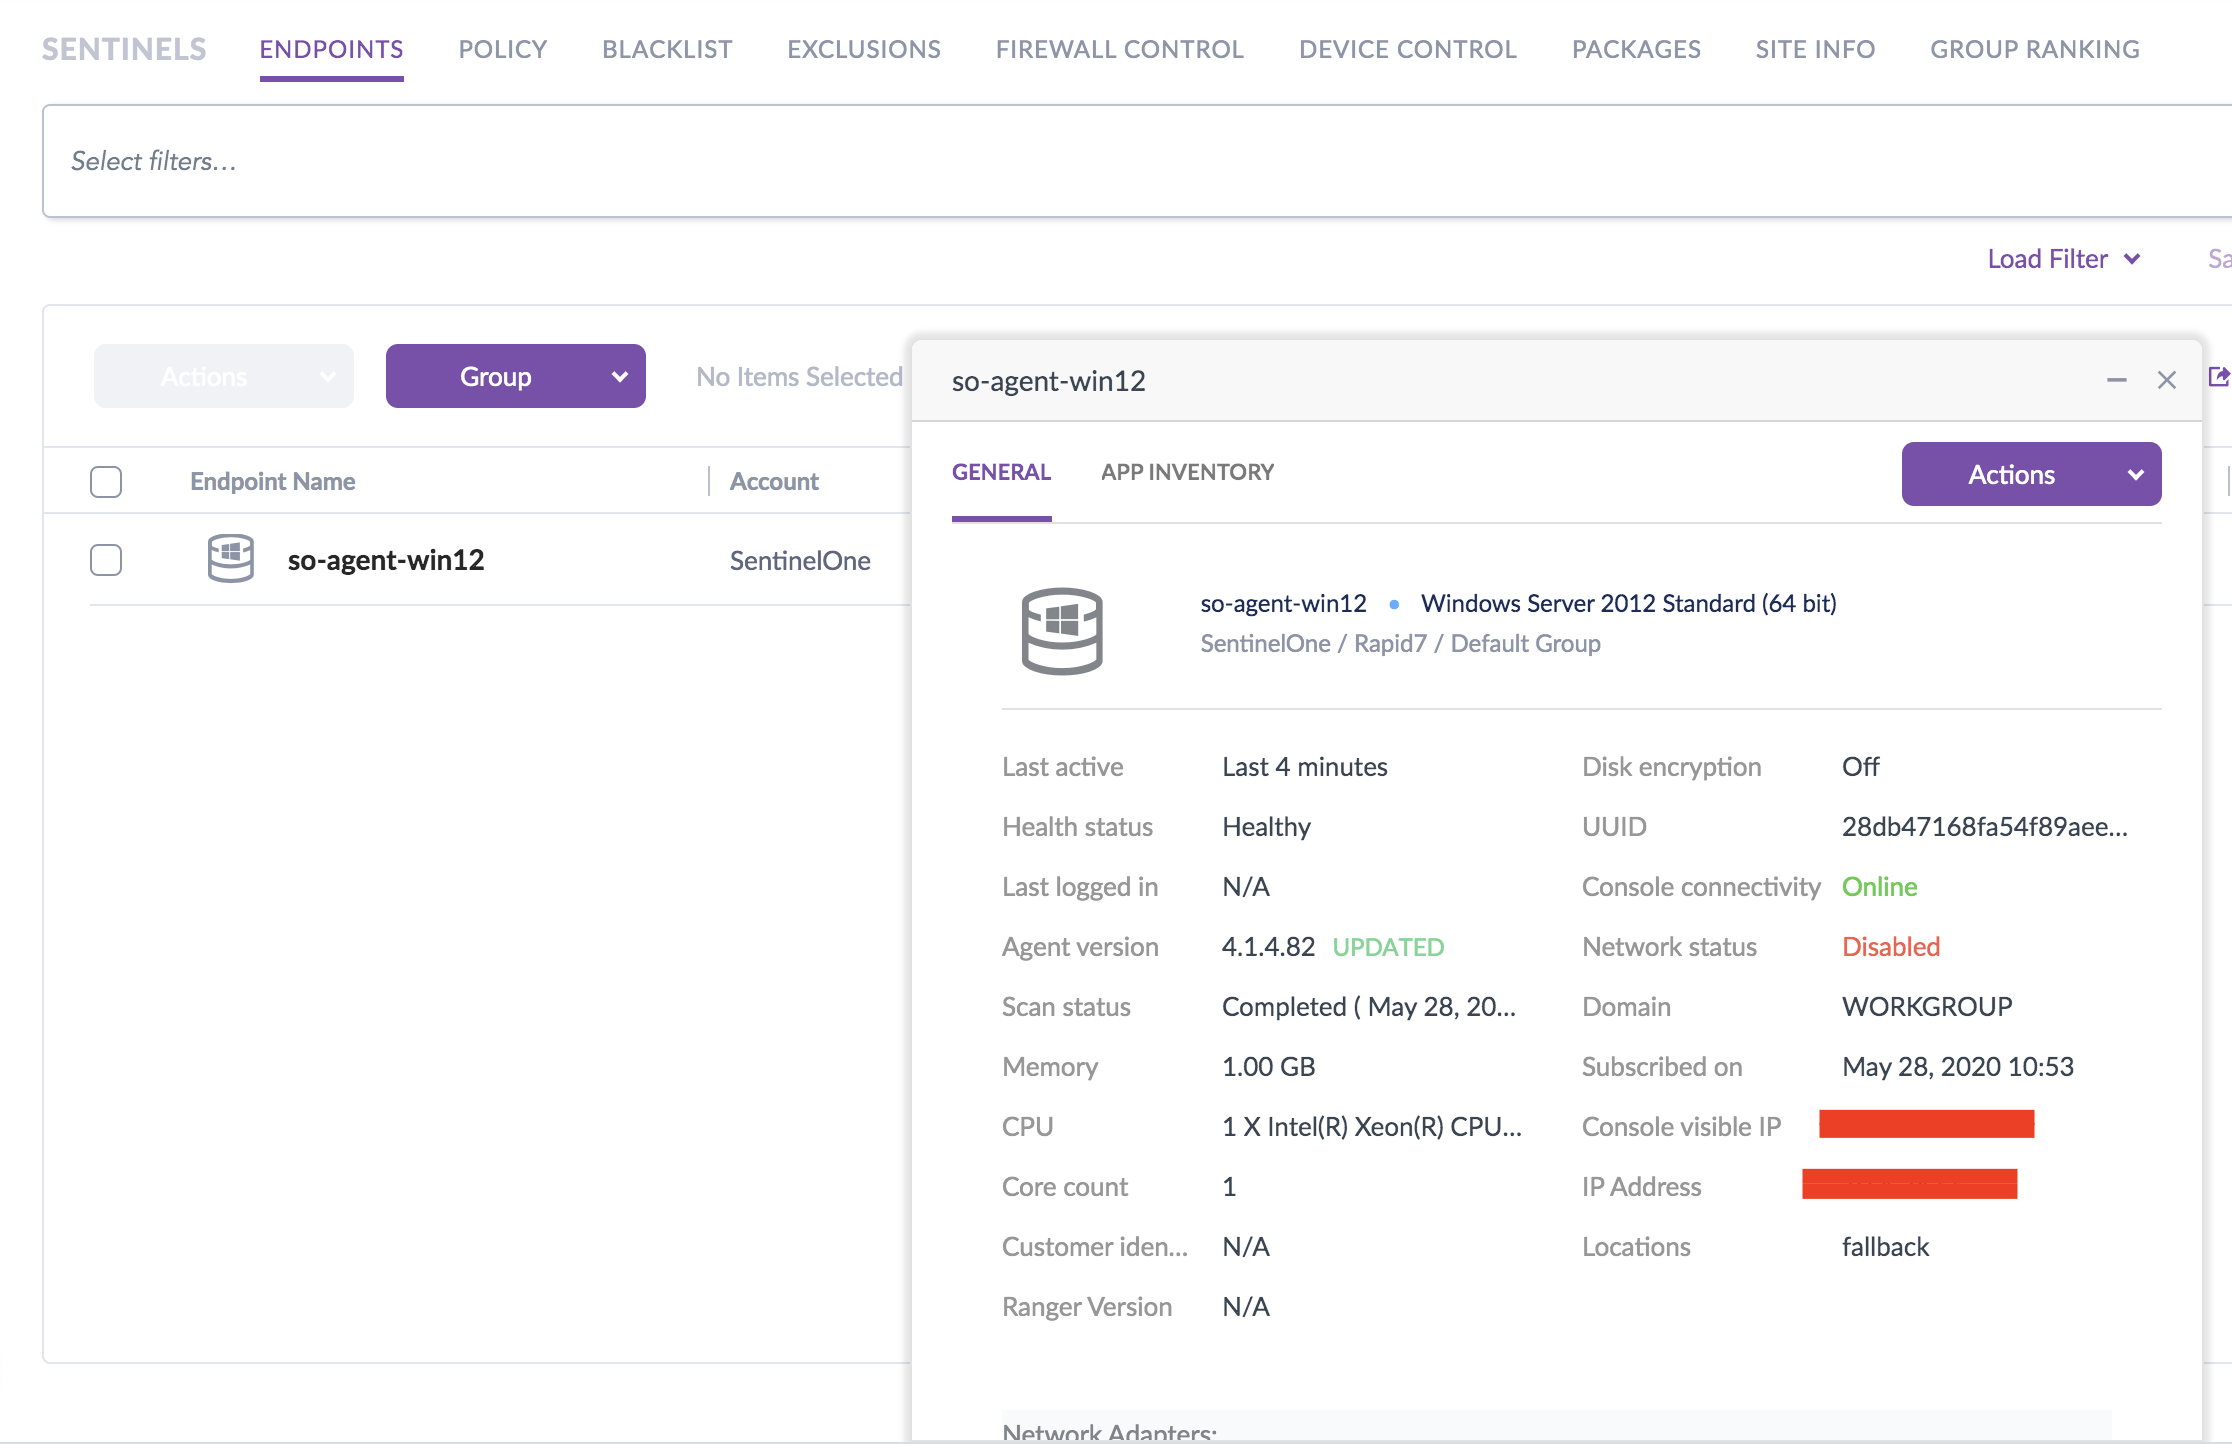 SENTINELS ENDPOINTS POLICY BLACKLIST EXCLUSIONS FIREWALL CONTROL DEVICE CONTROL PACKAGES SITE INFO GROUP RANKING
Select filters...
Load Filter Sa
Actions Group No Items Selected
Endpoint Name Account
so-agent-win12 SentinelOne
so-agent-win12
GENERAL APP INVENTORY Actions
so-agent-win12 • Windows Server 2012 Standard (64 bit)
SentinelOne / Rapid7 / Default Group
Last active Last 4 minutes Disk encryption Off
Health status Healthy UUID 28db47168fa54f89aee...
Last logged in N/A Console connectivity Online
Agent version 4.1.4.82 UPDATED Network status Disabled
Scan status Completed ( May 28, 20... Domain WORKGROUP
Memory 1.00 GB Subscribed on May 28, 2020 10:53
CPU 1 X Intel(R) Xeon(R) CPU... Console visible IP
Core count 1 IP Address
Customer iden... N/A Locations fallback
Ranger Version N/A
Network Adapters: